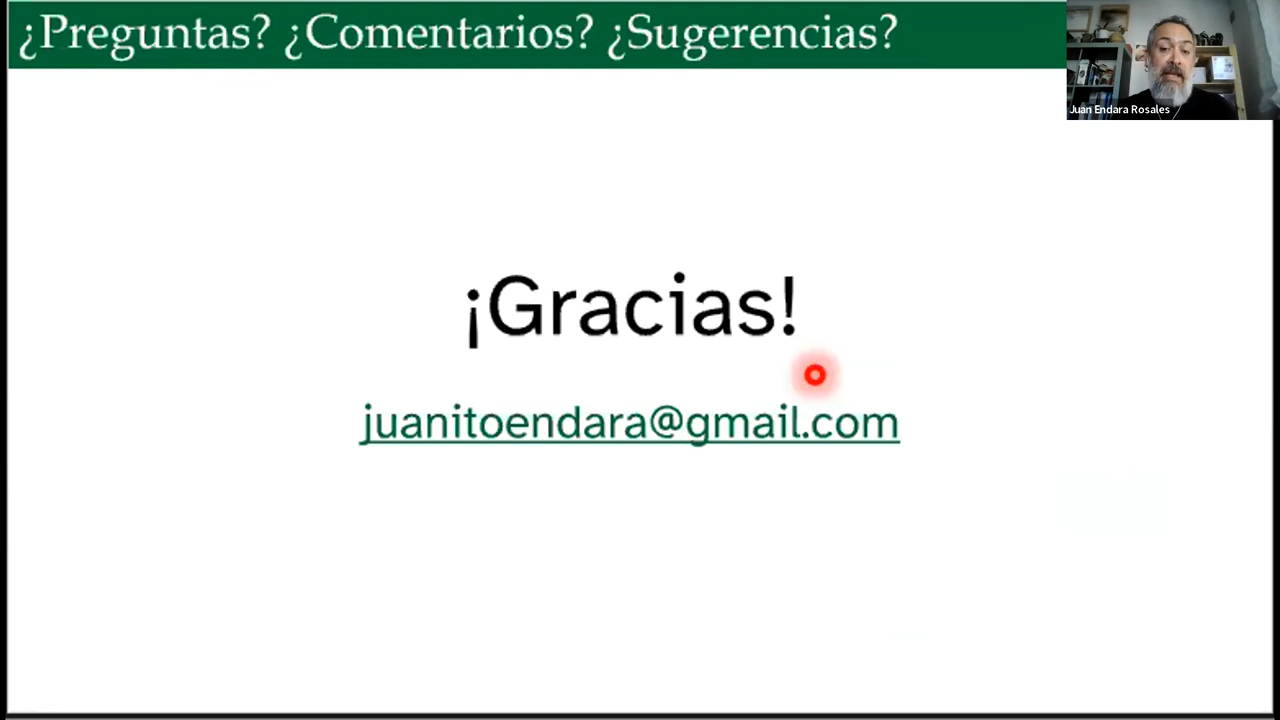 ¿Preguntas? ¿Comentarios? ¿Sugerencias?
Juan Endara Rosales
¡Gracias!
juanitoendara@gmail.com